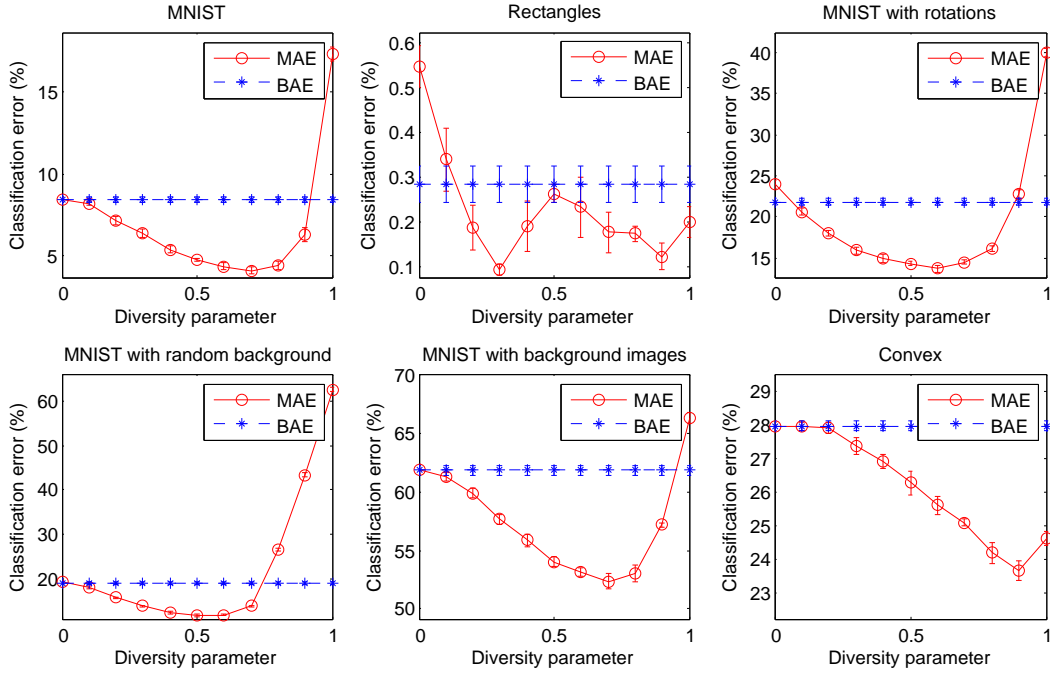 MNIST
Classification error (%)
15
10
5
0
0.5
1
Diversity parameter
MAE
BAE
Rectangles
Classification error (%)
0.6
0.5
0.4
0.3
0.2
0.1
0
0.5
1
Diversity parameter
MAE
BAE
MNIST with rotations
Classification error (%)
40
35
30
25
20
15
0
0.5
1
Diversity parameter
MAE
BAE
MNIST with random background
Classification error (%)
60
50
40
30
20
0
0.5
1
Diversity parameter
MAE
BAE
MNIST with background images
Classification error (%)
70
65
60
55
50
0
0.5
1
Diversity parameter
MAE
BAE
Convex
Classification error (%)
29
28
27
26
25
24
23
0
0.5
1
Diversity parameter
MAE
BAE